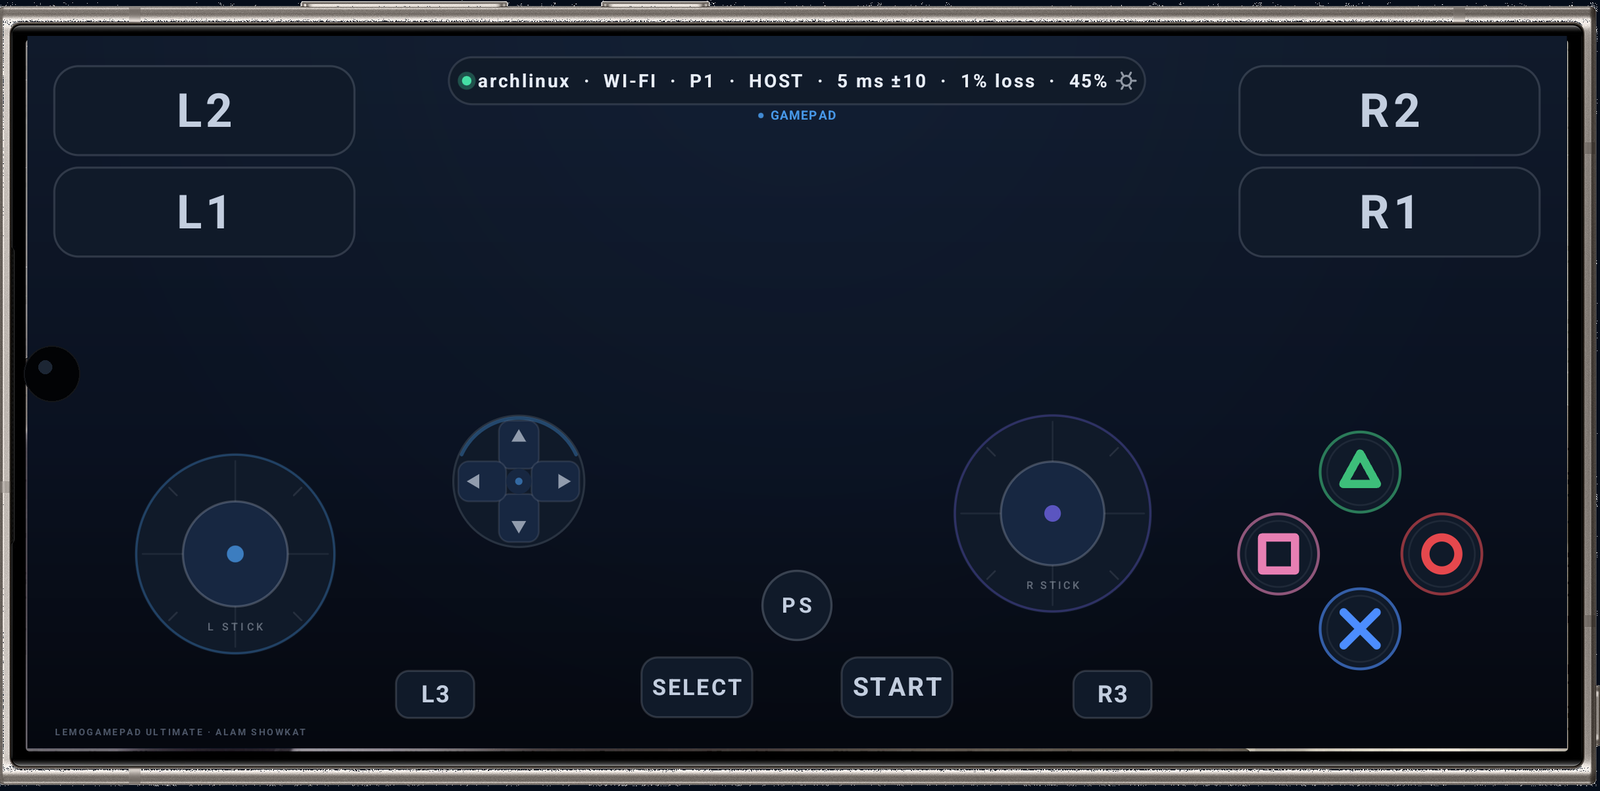 L2
archlinux · WI-FI · P1 · HOST · 5 ms ±10 · 1% loss · 45%
R2
• GAMEPAD
L1
R1
L STICK
R STICK
PS
L3
SELECT
START
R3
LEMOGAMEPAD ULTIMATE · ALAM SHOWKAT